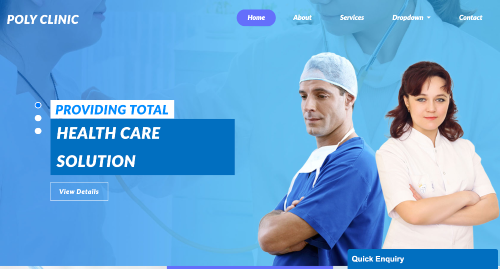 POLY CLINIC
Home About Services Dropdown Contact
PROVIDING TOTAL
HEALTH CARE
SOLUTION
View Details
Quick Enquiry